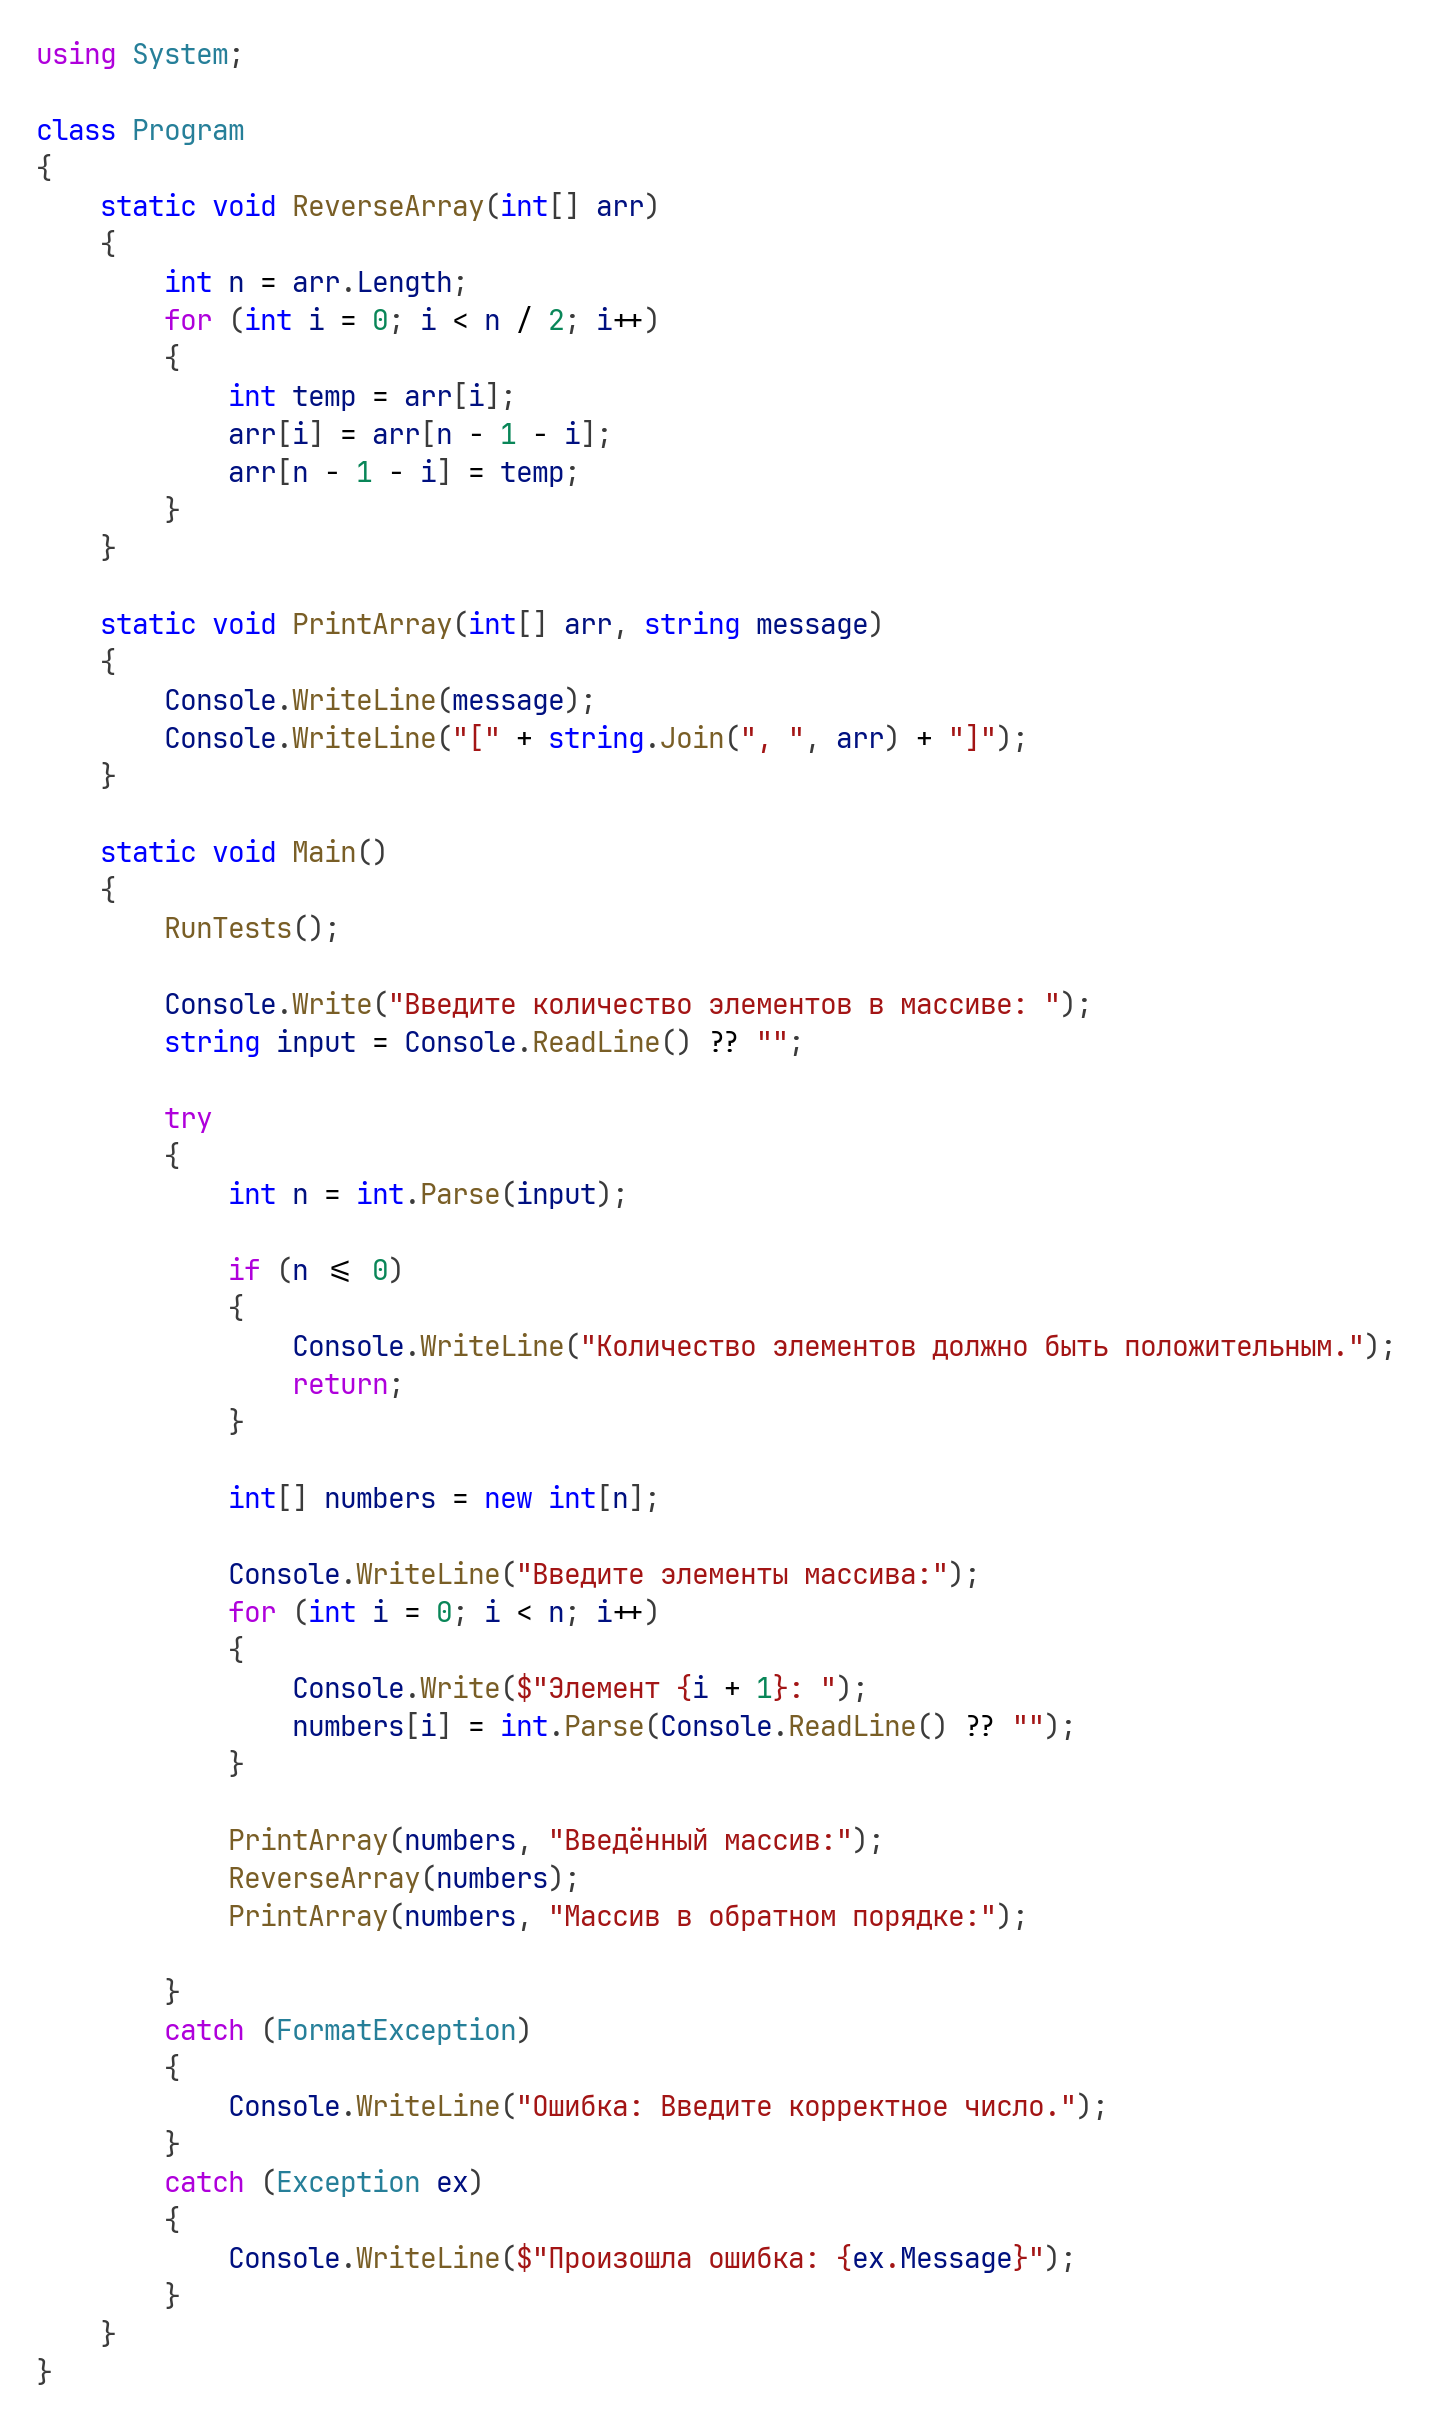 using System;

class Program
{
    static void ReverseArray(int[] arr)
    {
        int n = arr.Length;
        for (int i = 0; i < n / 2; i++)
        {
            int temp = arr[i];
            arr[i] = arr[n - 1 - i];
            arr[n - 1 - i] = temp;
        }
    }

    static void PrintArray(int[] arr, string message)
    {
        Console.WriteLine(message);
        Console.WriteLine("[" + string.Join(", ", arr) + "]");
    }

    static void Main()
    {
        RunTests();

        Console.Write("Введите количество элементов в массиве: ");
        string input = Console.ReadLine() ?? "";

        try
        {
            int n = int.Parse(input);

            if (n <= 0)
            {
                Console.WriteLine("Количество элементов должно быть положительным.");
                return;
            }

            int[] numbers = new int[n];

            Console.WriteLine("Введите элементы массива:");
            for (int i = 0; i < n; i++)
            {
                Console.Write($"Элемент {i + 1}: ");
                numbers[i] = int.Parse(Console.ReadLine() ?? "");
            }

            PrintArray(numbers, "Введённый массив:");
            ReverseArray(numbers);
            PrintArray(numbers, "Массив в обратном порядке:");

        }
        catch (FormatException)
        {
            Console.WriteLine("Ошибка: Введите корректное число.");
        }
        catch (Exception ex)
        {
            Console.WriteLine($"Произошла ошибка: {ex.Message}");
        }
    }
}